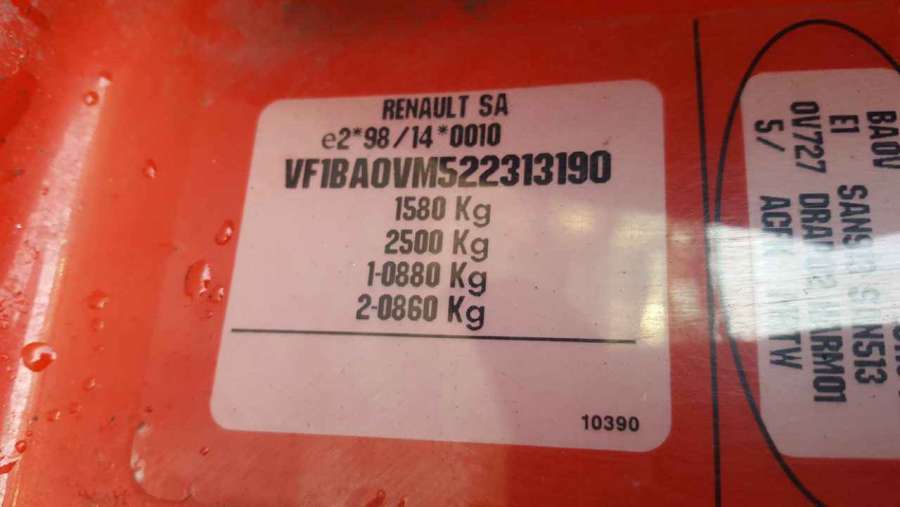 RENAULT SA
e2*98/14*0010
VF1BA0VM522313190
1580 Kg
2500 Kg
1-0880 Kg
2-0860 Kg
10390
BA0V
E1
0V727
S/
SANS